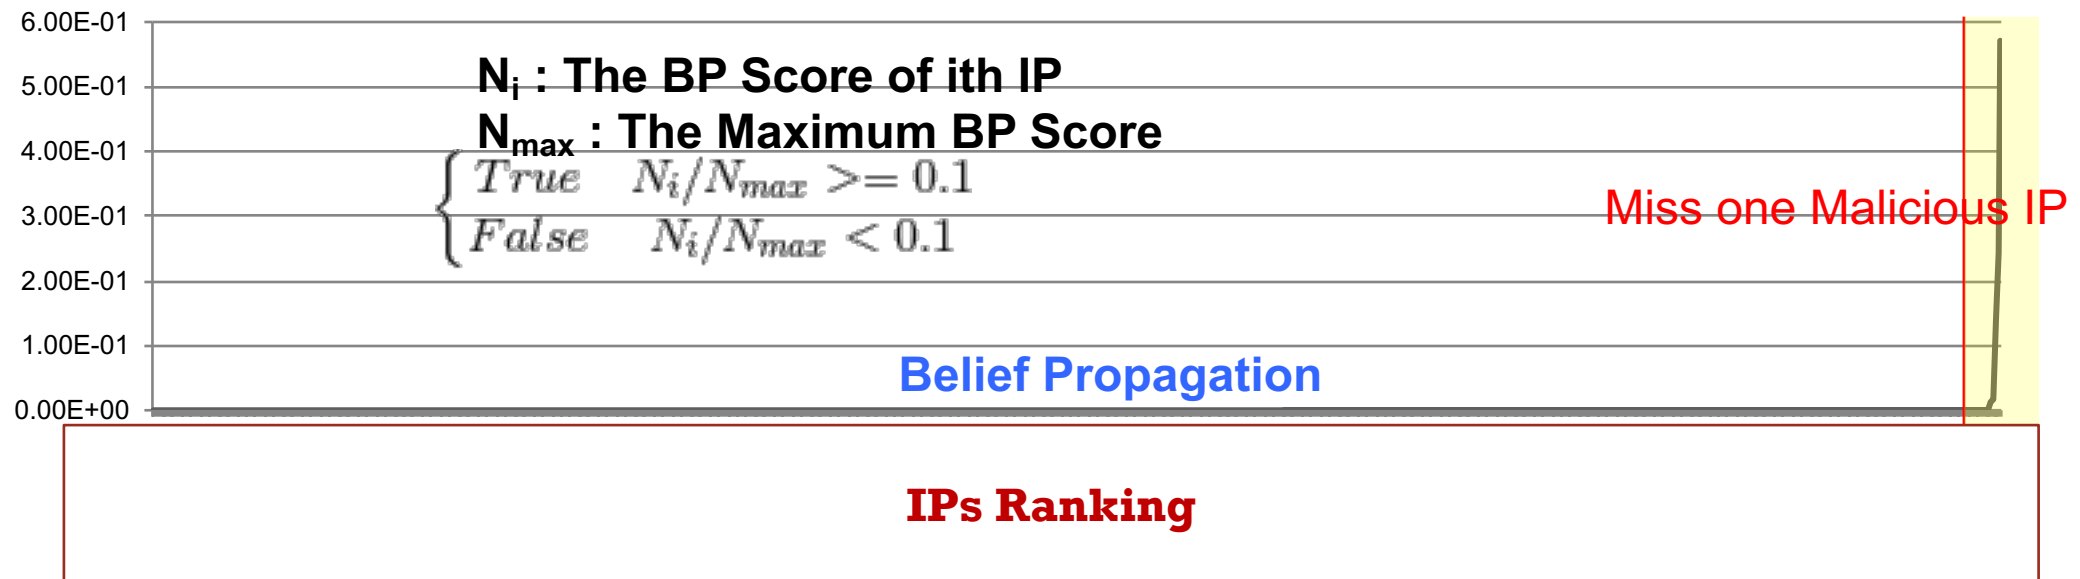 6.00E-01
5.00E-01
4.00E-01
3.00E-01
2.00E-01
1.00E-01
0.00E+00
Ni : The BP Score of ith IP
Nmax : The Maximum BP Score
True Ni/Nmax >= 0.1
False Ni/Nmax < 0.1
Miss one Malicious IP
Belief Propagation
IPs Ranking